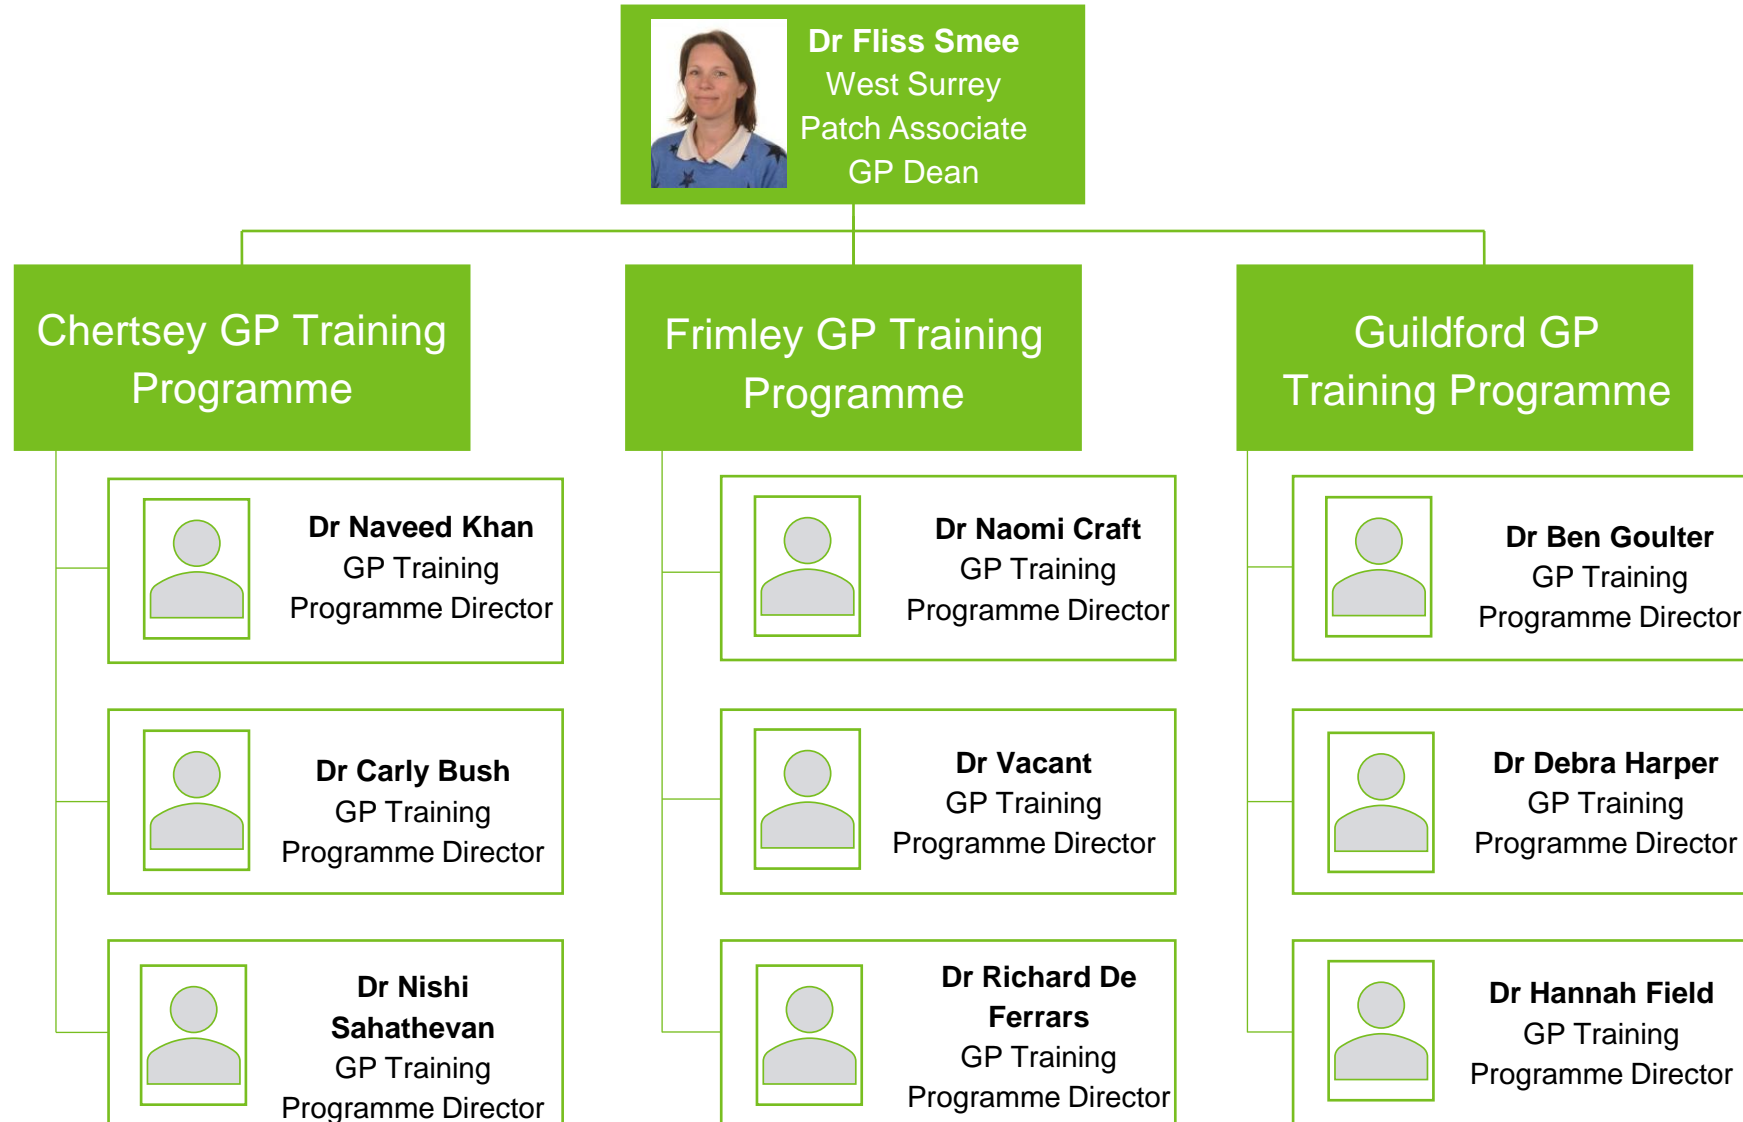 Dr Fliss Smee
West Surrey
Patch Associate
GP Dean
Chertsey GP Training
Programme
Dr Naveed Khan
GP Training
Programme Director
Dr Carly Bush
GP Training
Programme Director
Dr Nishi
Sahathevan
GP Training
Programme Director
Frimley GP Training
Programme
Dr Naomi Craft
GP Training
Programme Director
Dr Vacant
GP Training
Programme Director
Dr Richard De
Ferrars
GP Training
Programme Director
Guildford GP
Training Programme
Dr Ben Goulter
GP Training
Programme Director
Dr Debra Harper
GP Training
Programme Director
Dr Hannah Field
GP Training
Programme Director